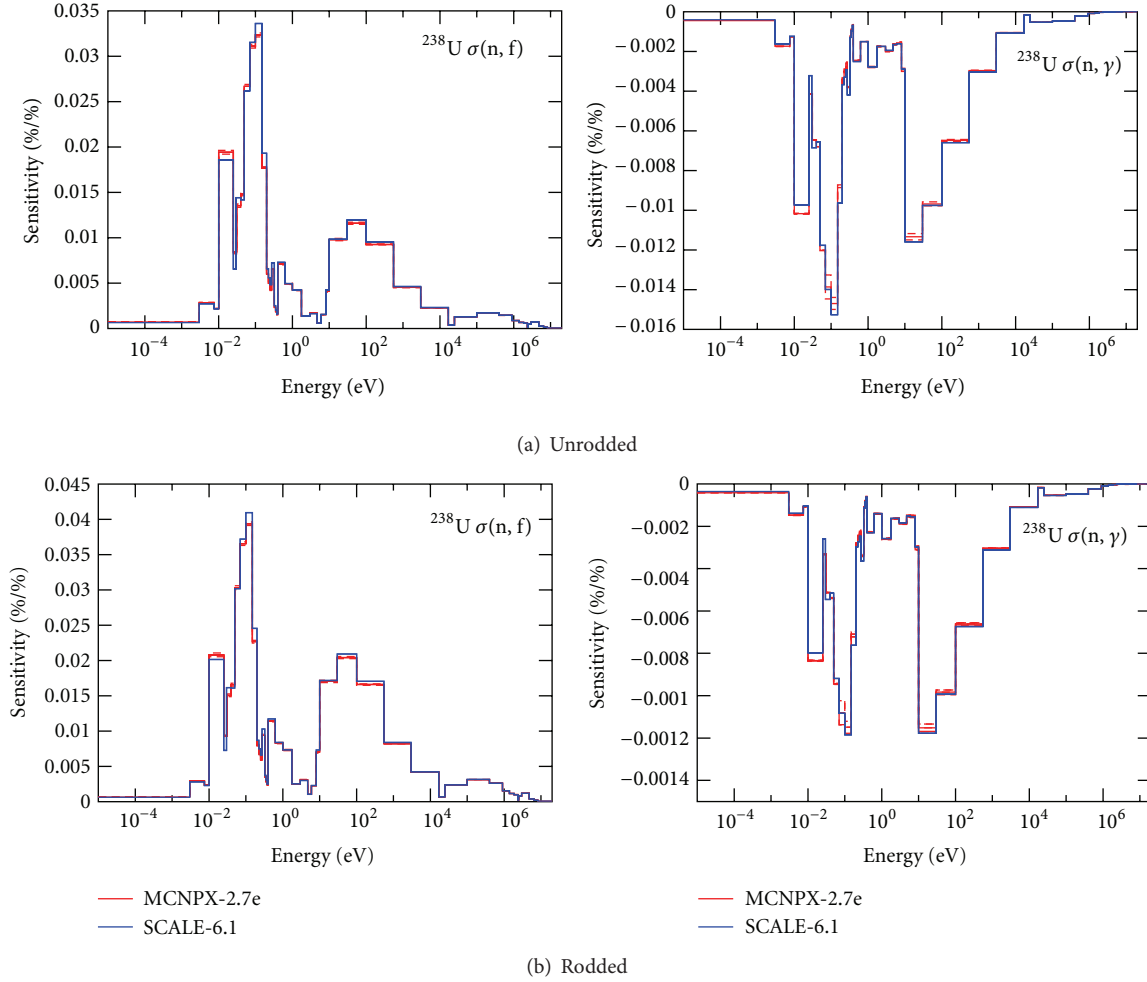 0.035
0.03
0.025
0.02
0.015
0.01
0.005
0
Sensitivity (%/%)
²³⁸U σ(n, f)
10⁻⁴ 10⁻² 10⁰ 10² 10⁴ 10⁶
Energy (eV)
0
−0.002
−0.004
−0.006
−0.008
−0.01
−0.012
−0.014
−0.016
Sensitivity (%/%)
²³⁸U σ(n, γ)
10⁻⁴ 10⁻² 10⁰ 10² 10⁴ 10⁶
Energy (eV)
(a) Unrodded
0.045
0.04
0.035
0.03
0.025
0.02
0.015
0.01
0.005
0
Sensitivity (%/%)
²³⁸U σ(n, f)
10⁻⁴ 10⁻² 10⁰ 10² 10⁴ 10⁶
Energy (eV)
MCNPX-2.7e
SCALE-6.1
0
−0.002
−0.004
−0.006
−0.008
−0.001
−0.0012
−0.0014
Sensitivity (%/%)
²³⁸U σ(n, γ)
10⁻⁴ 10⁻² 10⁰ 10² 10⁴ 10⁶
Energy (eV)
MCNPX-2.7e
SCALE-6.1
(b) Rodded